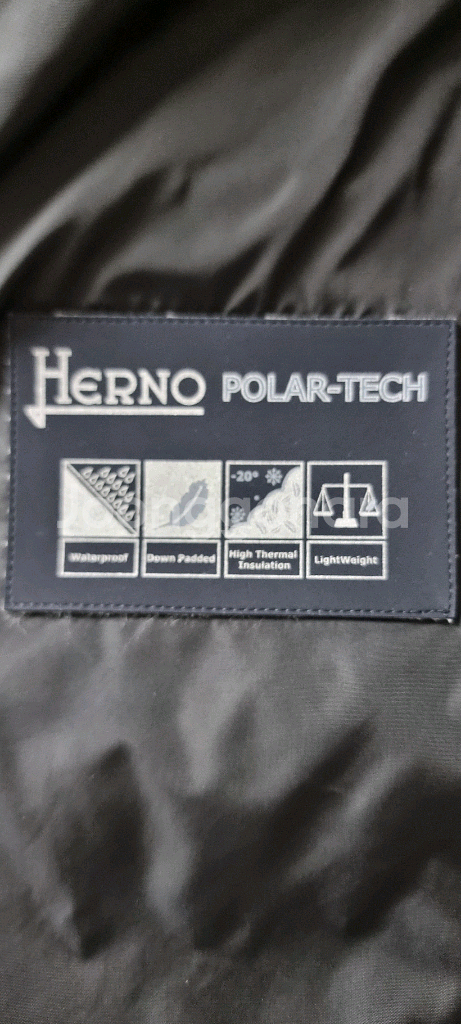 HERNO POLAR-TECH
-20°
Waterproof
Down Padded
High Thermal
Insulation
LightWeight